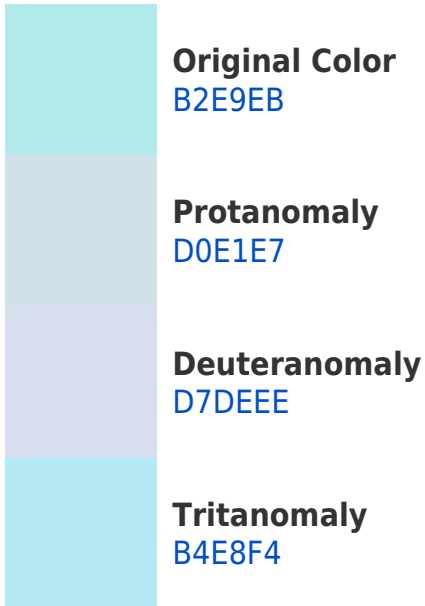 Original Color
B2E9EB
Protanomaly
D0E1E7
Deuteranomaly
D7DEEE
Tritanomaly
B4E8F4